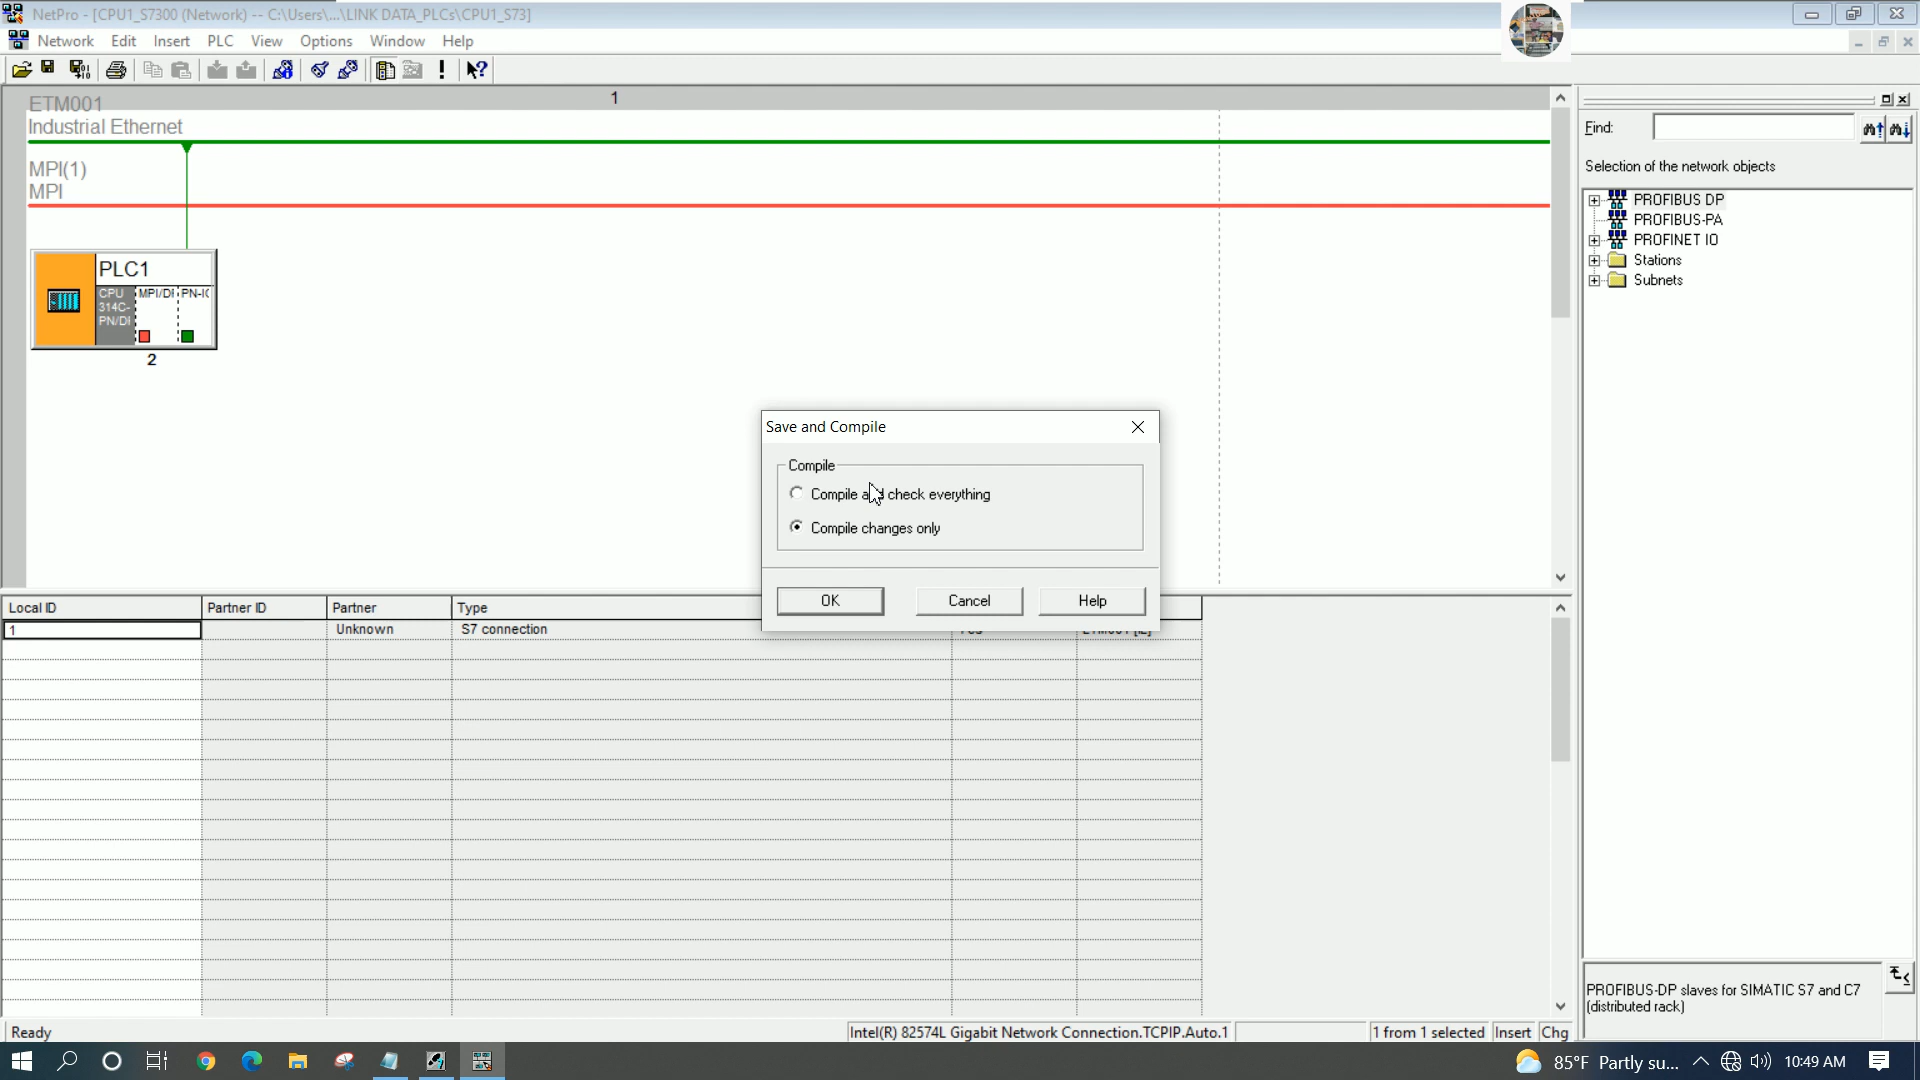 NetPro - [CPU1_S7300 (Network) -- C:\Users\...\LINK DATA_PLCs\CPU1_S73]
Network Edit Insert PLC View Options Window Help
ETM001
1
Industrial Ethernet
MPI(1)
MPI
PLC1
CPU
314C-
PN/DI
MPI/DI
PN-IC
2
Save and Compile
Compile
Compile and check everything
Compile changes only
OK Cancel Help
Local ID Partner ID Partner Type
1 Unknown S7 connection
Find:
Selection of the network objects
PROFIBUS DP
PROFIBUS-PA
PROFINET IO
Stations
Subnets
PROFIBUS-DP slaves for SIMATIC S7 and C7
(distributed rack)
Ready Intel(R) 82574L Gigabit Network Connection.TCPIP.Auto.1 1 from 1 selected Insert Chg
85°F Partly su... 10:49 AM